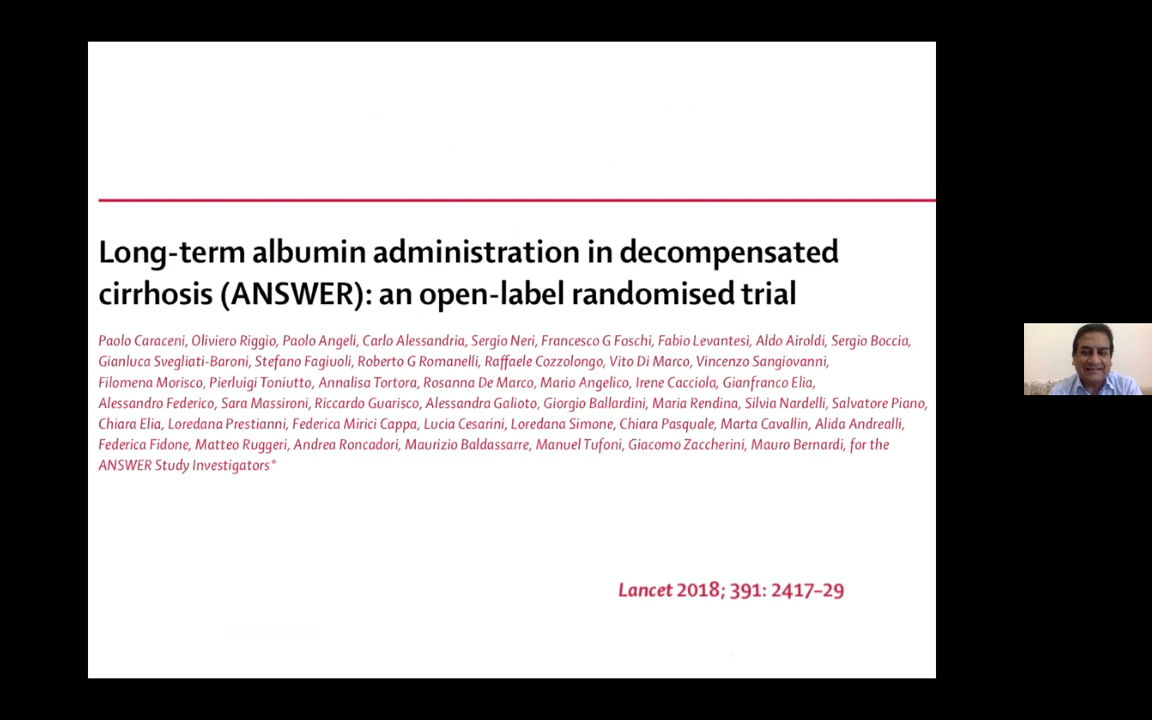 Long-term albumin administration in decompensated
cirrhosis (ANSWER): an open-label randomised trial
Paolo Caraceni, Oliviero Riggio, Paolo Angeli, Carlo Alessandria, Sergio Neri, Francesco G Foschi, Fabio Levantesi, Aldo Airoldi, Sergio Boccia,
Gianluca Svegliati-Baroni, Stefano Fagiuoli, Roberto G Romanelli, Raffaele Cozzolongo, Vito Di Marco, Vincenzo Sangiovanni,
Filomena Morisco, Pierluigi Toniutto, Annalisa Tortora, Rosanna De Marco, Mario Angelico, Irene Cacciola, Gianfranco Elia,
Alessandro Federico, Sara Massironi, Riccardo Guarisco, Alessandra Galioto, Giorgio Ballardini, Maria Rendina, Silvia Nardelli, Salvatore Piano,
Chiara Elia, Loredana Prestianni, Federica Mirici Cappa, Lucia Cesarini, Loredana Simone, Chiara Pasquale, Marta Cavallin, Alida Andrealli,
Federica Fidone, Matteo Ruggeri, Andrea Roncadori, Maurizio Baldassarre, Manuel Tufoni, Giacomo Zaccherini, Mauro Bernardi, for the
ANSWER Study Investigators*
Lancet 2018; 391: 2417–29